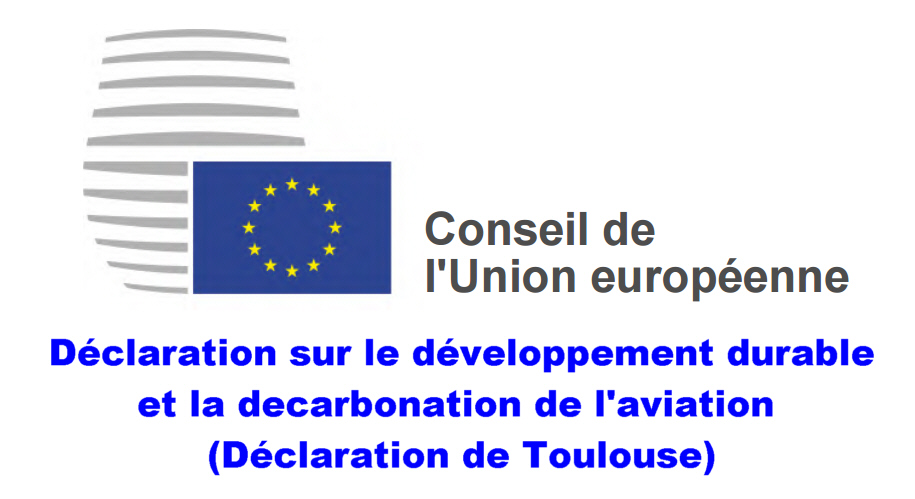 Conseil de
l'Union européenne
Déclaration sur le développement durable
et la decarbonation de l'aviation
(Déclaration de Toulouse)